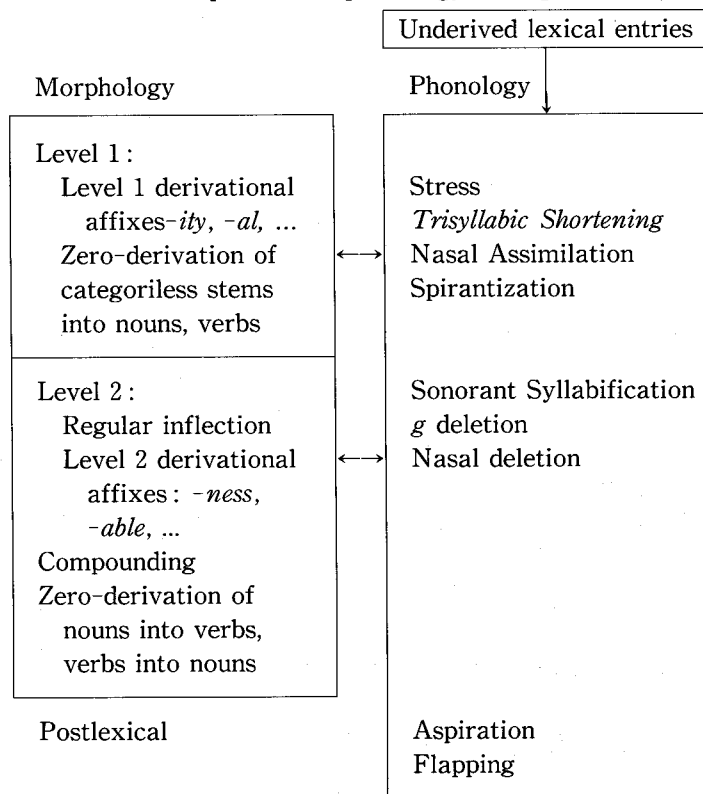 Underived lexical entries
Morphology
Phonology
Level 1 :
Level 1 derivational
affixes-ity, -al, ...
Zero-derivation of
categoriless stems
into nouns, verbs
Stress
Trisyllabic Shortening
Nasal Assimilation
Spirantization
Level 2 :
Regular inflection
Level 2 derivational
affixes : -ness,
-able, ...
Compounding
Zero-derivation of
nouns into verbs,
verbs into nouns
Sonorant Syllabification
g deletion
Nasal deletion
Postlexical
Aspiration
Flapping